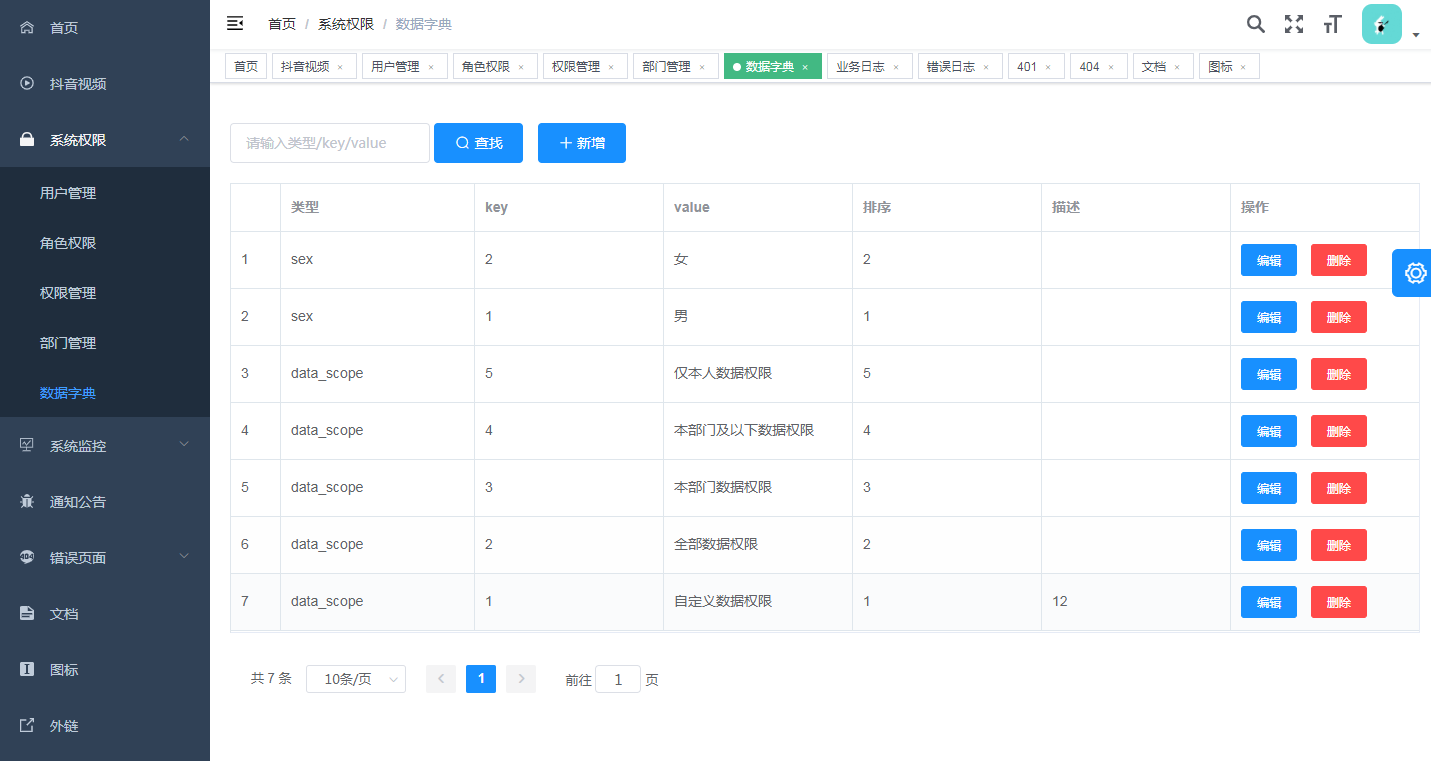 首页 / 系统权限 / 数据字典
首页 抖音视频 × 用户管理 × 角色权限 × 权限管理 × 部门管理 × 数据字典 × 业务日志 × 错误日志 × 401 × 404 × 文档 × 图标 ×
首页
抖音视频
系统权限
用户管理
角色权限
权限管理
部门管理
数据字典
系统监控
通知公告
404 错误页面
文档
图标
外链
请输入类型/key/value 查找 新增
类型 key value 排序 描述 操作
1 sex 2 女 2 编辑 删除
2 sex 1 男 1 编辑 删除
3 data_scope 5 仅本人数据权限 5 编辑 删除
4 data_scope 4 本部门及以下数据权限 4 编辑 删除
5 data_scope 3 本部门数据权限 3 编辑 删除
6 data_scope 2 全部数据权限 2 编辑 删除
7 data_scope 1 自定义数据权限 1 12 编辑 删除
共 7 条 10条/页 1 前往 1 页